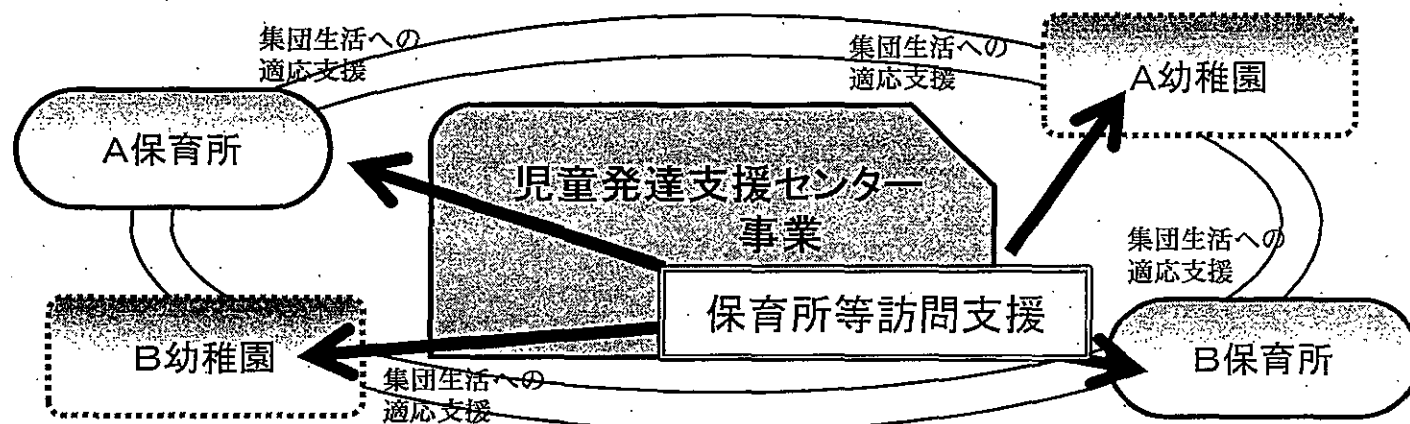 集団生活への
適応支援
集団生活への
適応支援
A幼稚園
A保育所
児童発達支援センター
事業
集団生活への
適応支援
保育所等訪問支援
B幼稚園
B保育所
集団生活への
適応支援